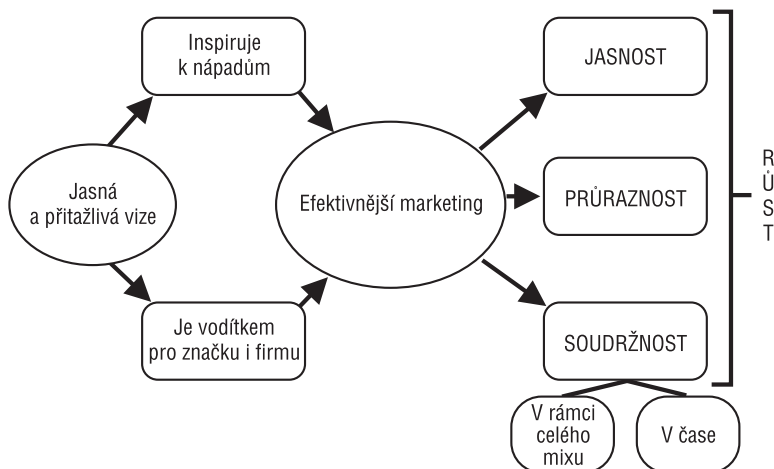 Inspiruje
k nápadům
JASNOST
Jasná
a přitažlivá vize
Efektivnější marketing
PRŮRAZNOST
RŮST
Je vodítkem
pro značku i firmu
SOUDRŽNOST
V rámci
celého
mixu
V čase